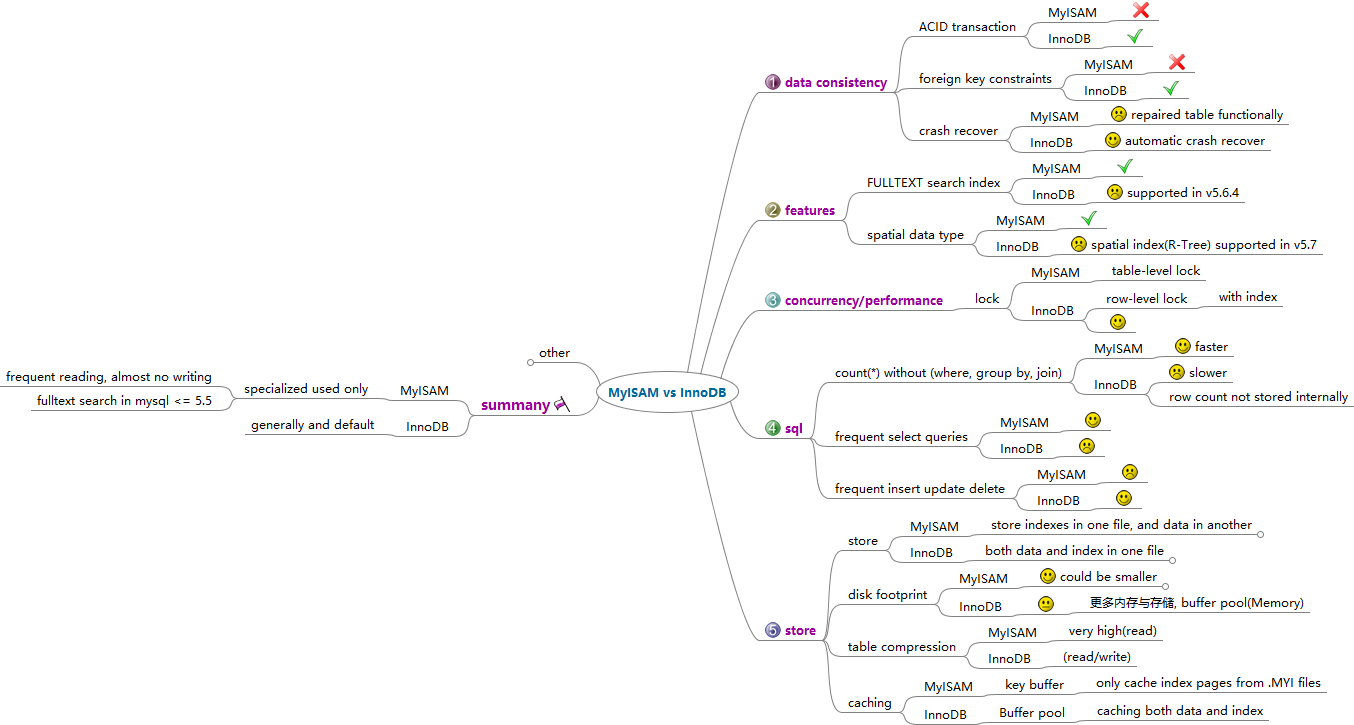 MyISAM vs InnoDB
1 data consistency
ACID transaction
MyISAM
InnoDB
foreign key constraints
MyISAM
InnoDB
crash recover
MyISAM
repaired table functionally
InnoDB
automatic crash recover
2 features
FULLTEXT search index
MyISAM
InnoDB
supported in v5.6.4
spatial data type
MyISAM
InnoDB
spatial index(R-Tree) supported in v5.7
3 concurrency/performance
lock
MyISAM
table-level lock
InnoDB
row-level lock
with index
4 sql
count(*) without (where, group by, join)
MyISAM
faster
InnoDB
slower
row count not stored internally
frequent select queries
MyISAM
InnoDB
frequent insert update delete
MyISAM
InnoDB
5 store
store
MyISAM
store indexes in one file, and data in another
InnoDB
both data and index in one file
disk footprint
MyISAM
could be smaller
InnoDB
更多内存与存储, buffer pool(Memory)
table compression
MyISAM
very high(read)
InnoDB
(read/write)
caching
MyISAM
key buffer
only cache index pages from .MYI files
InnoDB
Buffer pool
caching both data and index
other
summany
MyISAM
specialized used only
frequent reading, almost no writing
fulltext search in mysql <= 5.5
InnoDB
generally and default